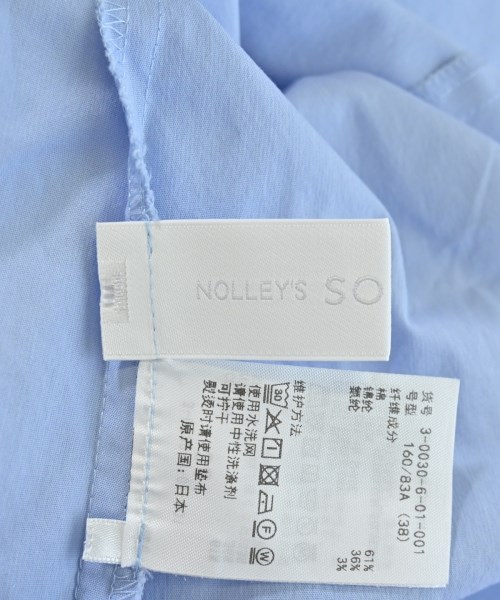 NOLLEY'S SO
货号 3-0030-6-01-001
号型 160/83A (38)
纤维成分
棉 61%
锦纶 36%
氨纶 3%
维护方法
30 P W
使用水洗网
请使用中性洗涤剂
可护干
熨烫时请使用垫布
原产国：日本